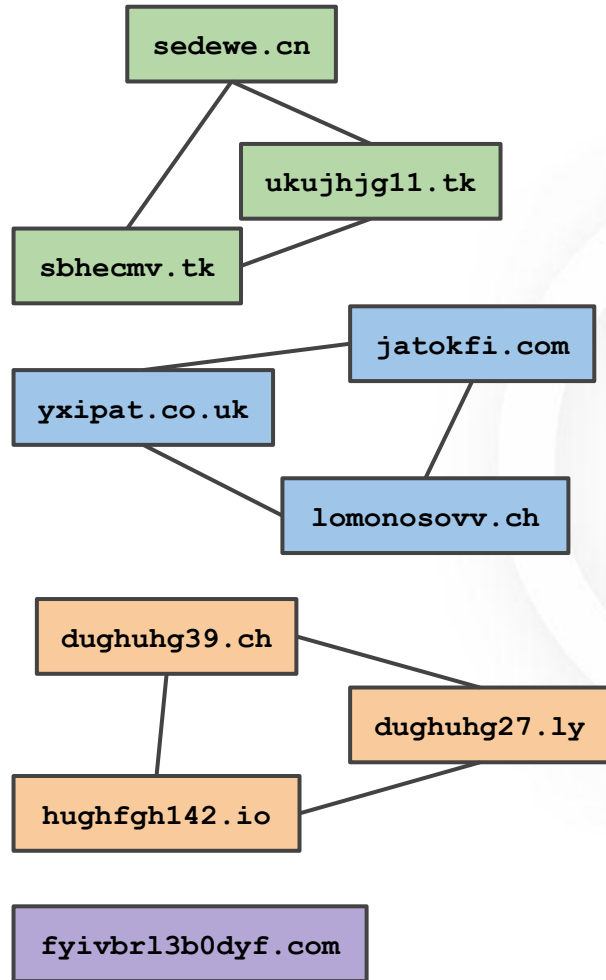 sedewe.cn
ukujhjg11.tk
sbhecmv.tk
jatokfi.com
yxipat.co.uk
lomonosovv.ch
dughuhg39.ch
dughuhg27.ly
hughfgh142.io
fyivbrl3b0dyf.com